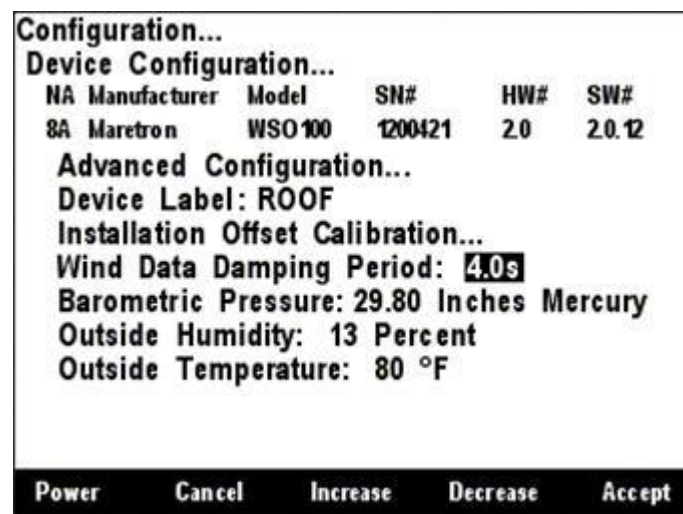 Configuration...
Device Configuration...
NA Manufacturer Model SN# HW# SW#
8A Maretron WSO100 1200421 2.0 2.0.12
Advanced Configuration...
Device Label: ROOF
Installation Offset Calibration...
Wind Data Damping Period: 4.0s
Barometric Pressure: 29.80 Inches Mercury
Outside Humidity: 13 Percent
Outside Temperature: 80 °F
Power Cancel Increase Decrease Accept